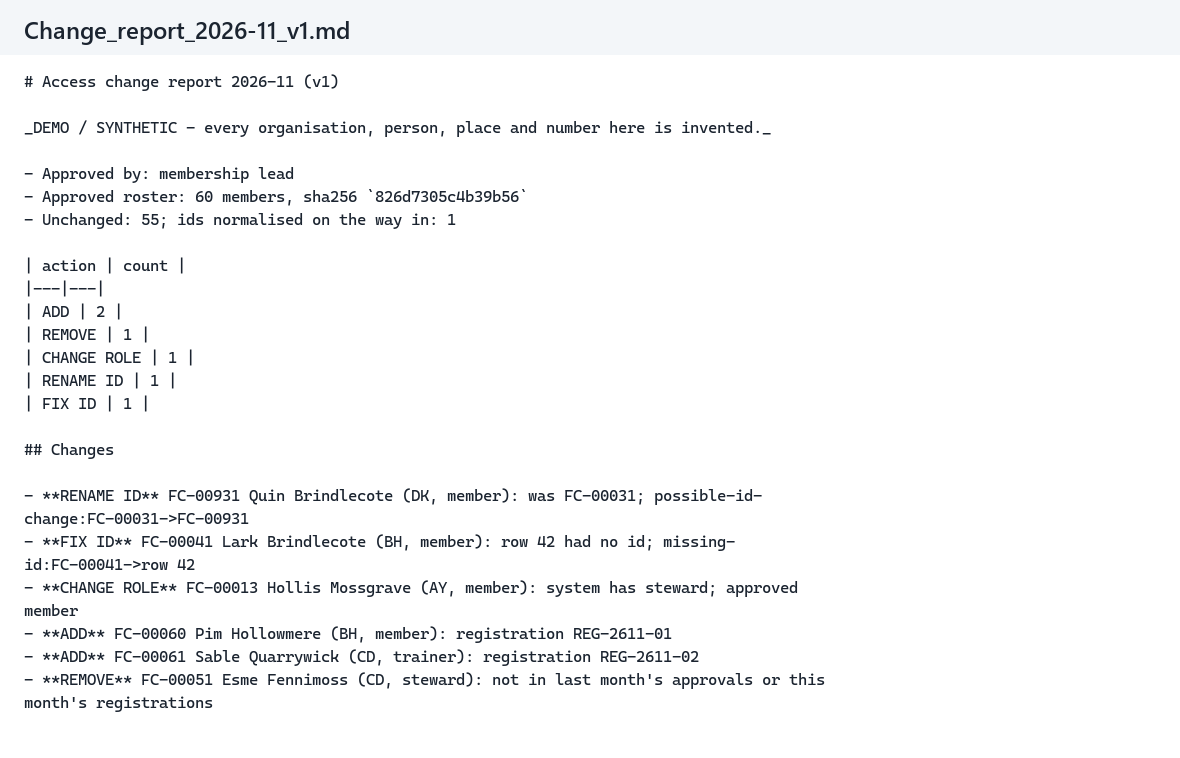 Change_report_2026-11_v1.md
# Access change report 2026-11 (v1)
_DEMO / SYNTHETIC - every organisation, person, place and number here is invented._
- Approved by: membership lead
- Approved roster: 60 members, sha256 `826d7305c4b39b56`
- Unchanged: 55; ids normalised on the way in: 1
| action | count |
|---|---|
| ADD | 2 |
| REMOVE | 1 |
| CHANGE ROLE | 1 |
| RENAME ID | 1 |
| FIX ID | 1 |
## Changes
- **RENAME ID** FC-00931 Quin Brindlecote (DK, member): was FC-00031; possible-id-
change:FC-00031->FC-00931
- **FIX ID** FC-00041 Lark Brindlecote (BH, member): row 42 had no id; missing-
id:FC-00041->row 42
- **CHANGE ROLE** FC-00013 Hollis Mossgrave (AY, member): system has steward; approved
member
- **ADD** FC-00060 Pim Hollowmere (BH, member): registration REG-2611-01
- **ADD** FC-00061 Sable Quarrywick (CD, trainer): registration REG-2611-02
- **REMOVE** FC-00051 Esme Fennimoss (CD, steward): not in last month's approvals or this
month's registrations